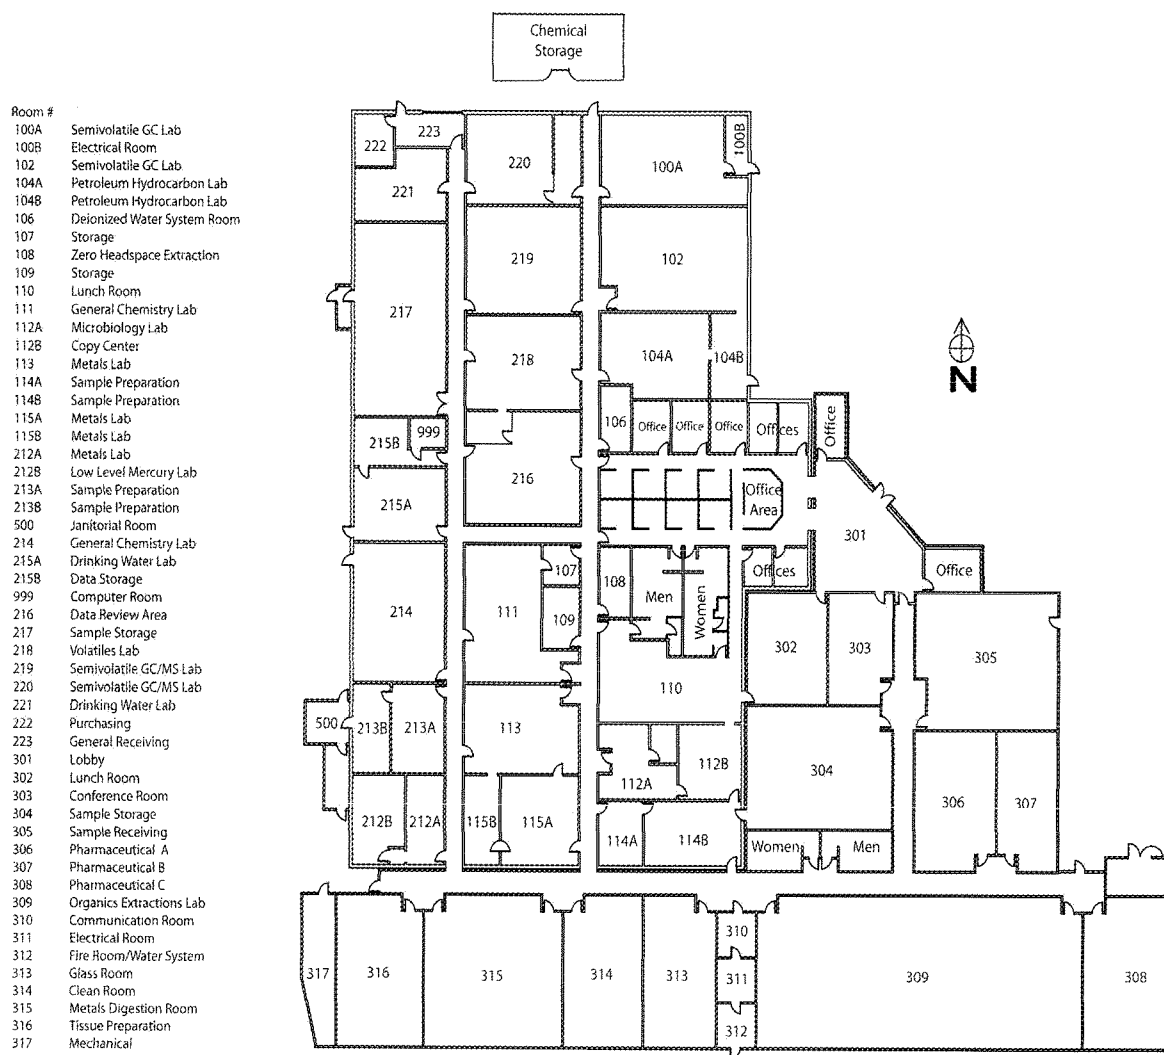 Chemical
Storage
Room #
100A Semivolatile GC Lab
100B Electrical Room
102 Semivolatile GC Lab
104A Petroleum Hydrocarbon Lab
104B Petroleum Hydrocarbon Lab
106 Deionized Water System Room
107 Storage
108 Zero Headspace Extraction
109 Storage
110 Lunch Room
111 General Chemistry Lab
112A Microbiology Lab
112B Copy Center
113 Metals Lab
114A Sample Preparation
114B Sample Preparation
115A Metals Lab
115B Metals Lab
212A Metals Lab
212B Low Level Mercury Lab
213A Sample Preparation
213B Sample Preparation
500 Janitorial Room
214 General Chemistry Lab
215A Drinking Water Lab
215B Data Storage
999 Computer Room
216 Data Review Area
217 Sample Storage
218 Volatiles Lab
219 Semivolatile GC/MS Lab
220 Semivolatile GC/MS Lab
221 Drinking Water Lab
222 Purchasing
223 General Receiving
301 Lobby
302 Lunch Room
303 Conference Room
304 Sample Storage
305 Sample Receiving
306 Pharmaceutical A
307 Pharmaceutical B
308 Pharmaceutical C
309 Organics Extractions Lab
310 Communication Room
311 Electrical Room
312 Fire Room/Water System
313 Glass Room
314 Clean Room
315 Metals Digestion Room
316 Tissue Preparation
317 Mechanical
222
223
220
100A
100B
221
219
102
217
218
104A
104B
N
106
Office
Office
Office
Offices
Office
215B
999
216
Office
Area
215A
301
107
108
Men
Women
Offices
Office
214
111
109
302
303
305
110
500
213B
213A
113
112A
112B
304
306
307
212B
212A
115B
115A
114A
114B
Women
Men
317
316
315
314
313
310
311
312
309
308